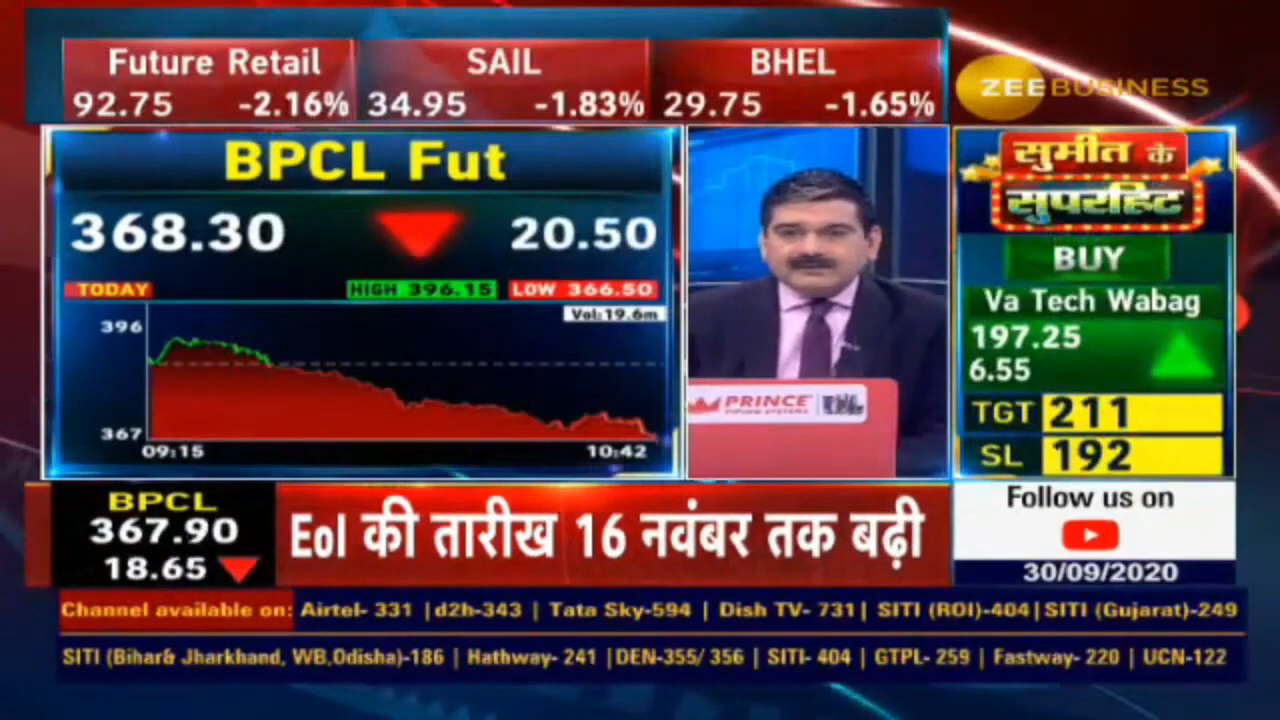 Future Retail
92.75 -2.16%
SAIL
34.95 -1.83%
BHEL
29.75 -1.65%
ZEE BUSINESS
BPCL Fut
368.30 20.50
TODAY HIGH 396.15 LOW 366.50
Vol:19.6m
396
367
09:15 10:42
PRINCE
PIPING SYSTEMS
सुमीत के
सुपरहिट
BUY
Va Tech Wabag
197.25
6.55
TGT 211
SL 192
BPCL
367.90
18.65
EoI की तारीख 16 नवंबर तक बढ़ी
Follow us on
30/09/2020
Channel available on: Airtel- 331 |d2h-343 | Tata Sky-594 | Dish TV- 731| SITI (ROI)-404| SITI (Gujarat)-249
SITI (Bihar& Jharkhand, WB,Odisha)-186 | Hathway- 241 |DEN-355/ 356 | SITI- 404 | GTPL- 259 | Fastway- 220 | UCN-122